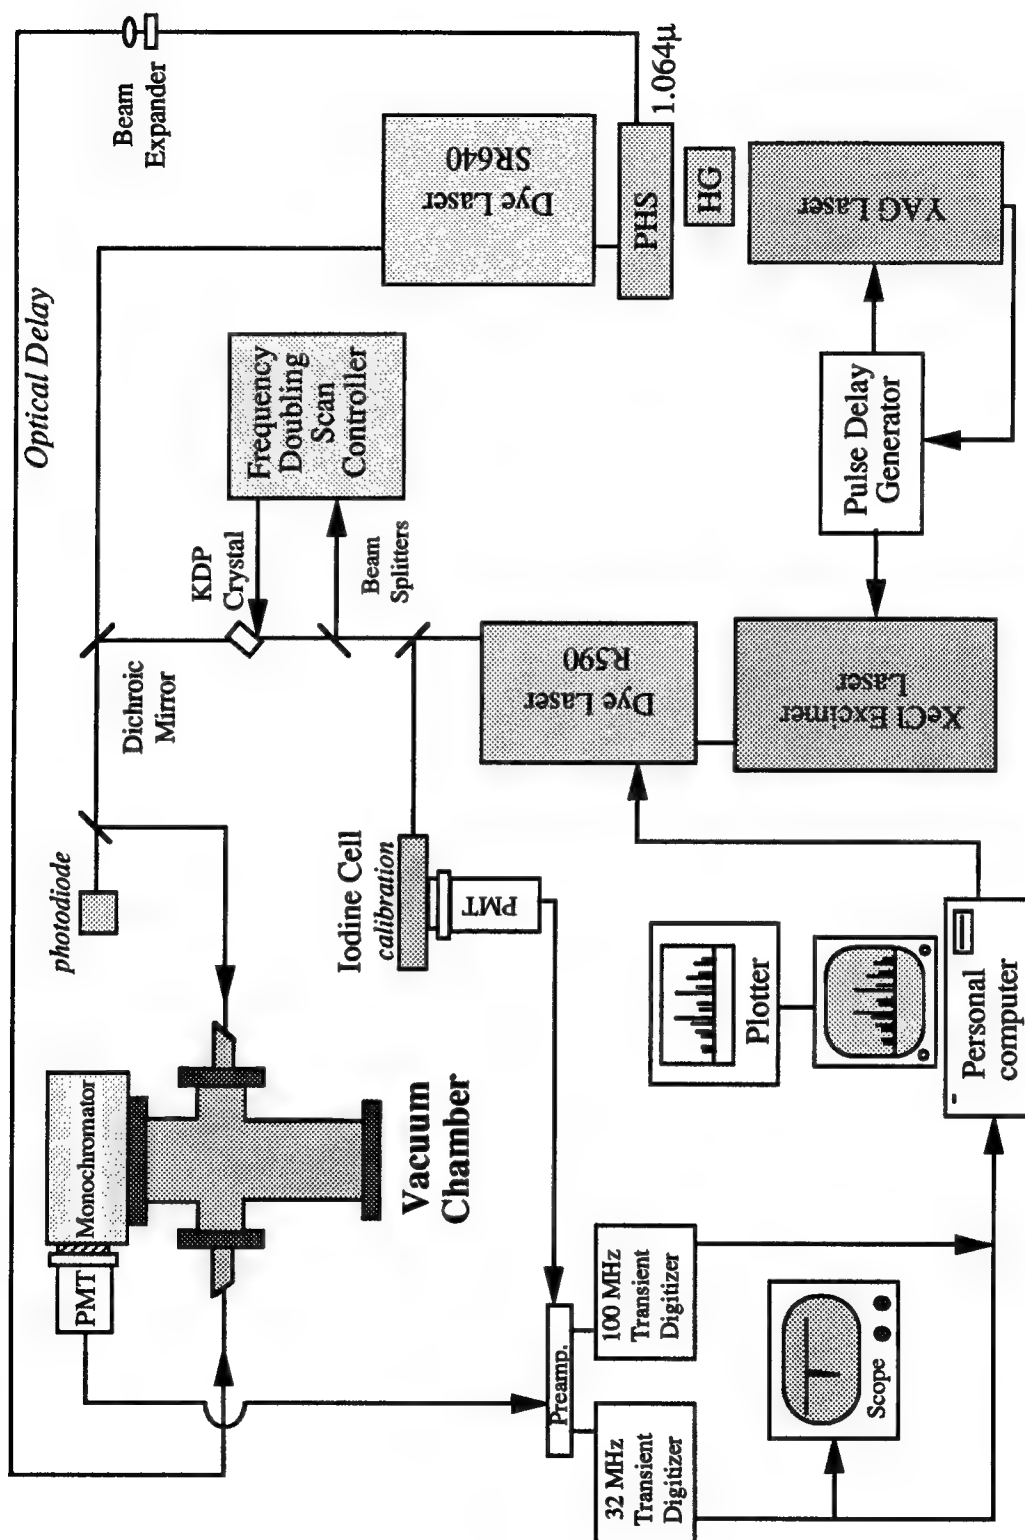 Optical Delay
Beam
Expander
1.064μ
Dye Laser
SR640
PHS
HG
YAG Laser
Frequency
Doubling
Scan
Controller
KDP
Crystal
Beam
Splitters
Pulse Delay
Generator
Dichroic
Mirror
Dye Laser
R590
XeCl Excimer
Laser
photodiode
Iodine Cell
calibration
PMT
Plotter
Personal
computer
Monochromator
PMT
Vacuum
Chamber
Preamp.
100 MHz
Transient
Digitizer
32 MHz
Transient
Digitizer
Scope